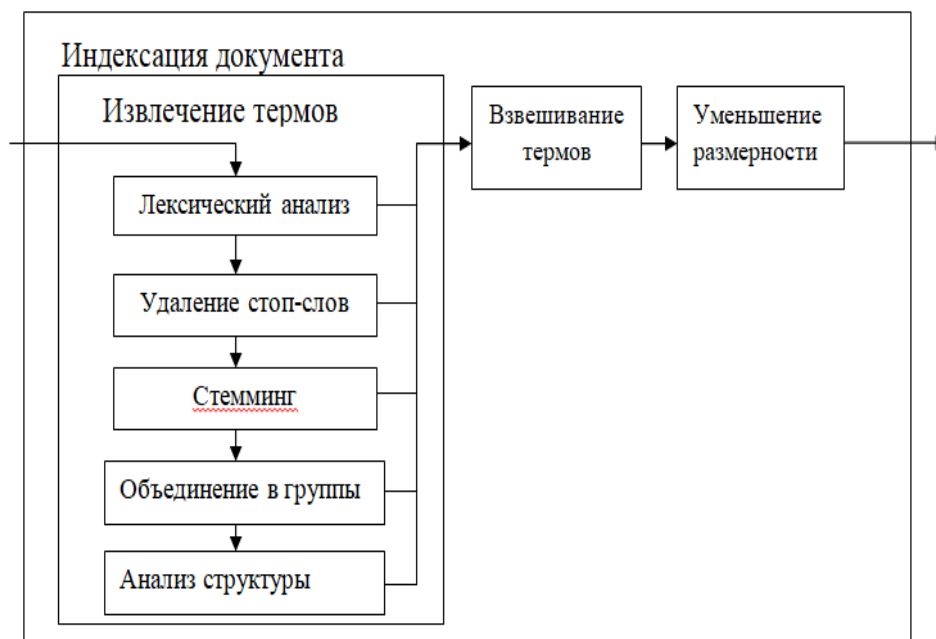 Индексация документа
Извлечение термов
Лексический анализ
Удаление стоп-слов
Стемминг
Объединение в группы
Анализ структуры
Взвешивание
термов
Уменьшение
размерности